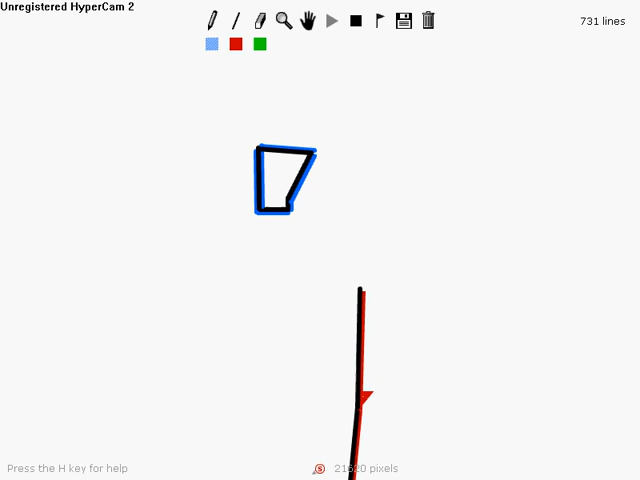 Unregistered HyperCam 2
731 lines
Press the H key for help
pixels